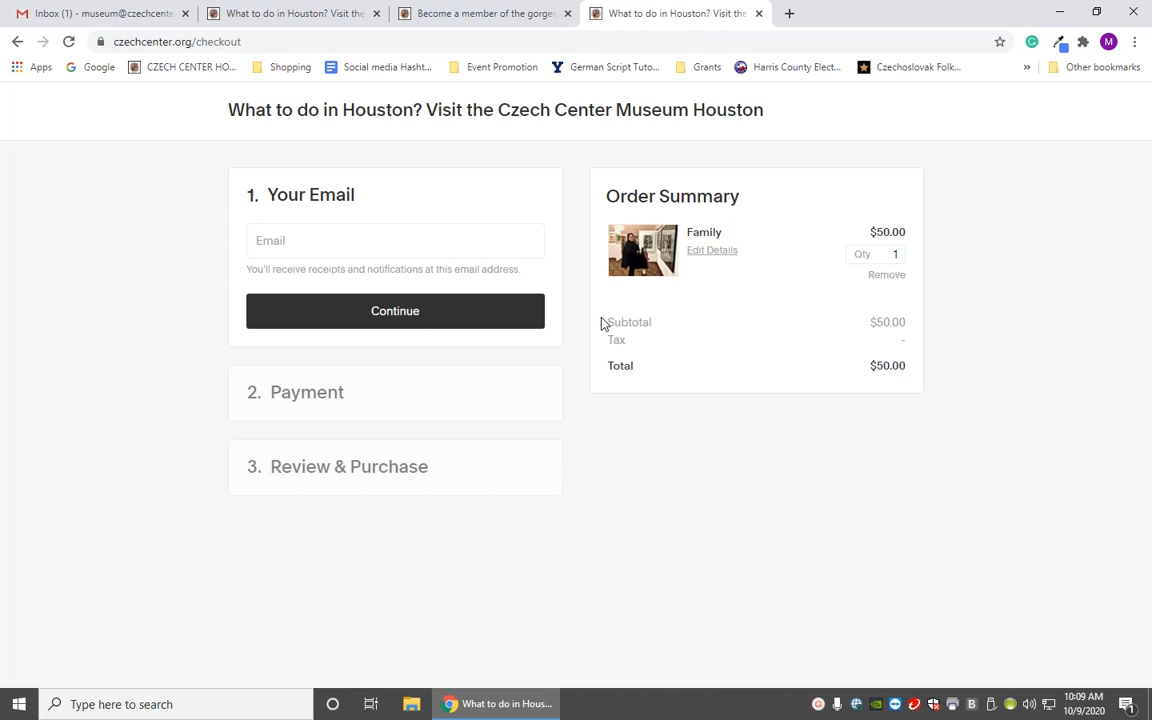 Inbox (1) - museum@czechcente
What to do in Houston? Visit the
Become a member of the gorgeo
What to do in Houston? Visit the
czechcenter.org/checkout
Apps
Google
CZECH CENTER HO...
Shopping
Social media Hasht...
Event Promotion
German Script Tuto...
Grants
Harris County Elect...
Czechoslovak Folk...
»
Other bookmarks
What to do in Houston? Visit the Czech Center Museum Houston
1. Your Email
Email
You'll receive receipts and notifications at this email address.
Continue
2. Payment
3. Review & Purchase
Order Summary
Family $50.00
Edit Details Qty 1
Remove
Subtotal $50.00
Tax -
Total $50.00
Type here to search
What to do in Hous...
10:09 AM
10/9/2020